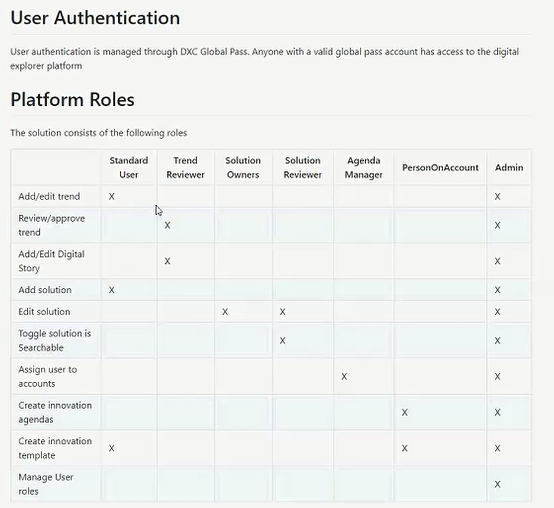 User Authentication
User authentication is managed through DXC Global Pass. Anyone with a valid global pass account has access to the digital
explorer platform
Platform Roles
The solution consists of the following roles
Standard User | Trend Reviewer | Solution Owners | Solution Reviewer | Agenda Manager | PersonOnAccount | Admin
Add/edit trend X X
Review/approve trend X X
Add/Edit Digital Story X X
Add solution X X
Edit solution X X X
Toggle solution is Searchable X X
Assign user to accounts X X
Create innovation agendas X X
Create innovation template X X X
Manage User roles X